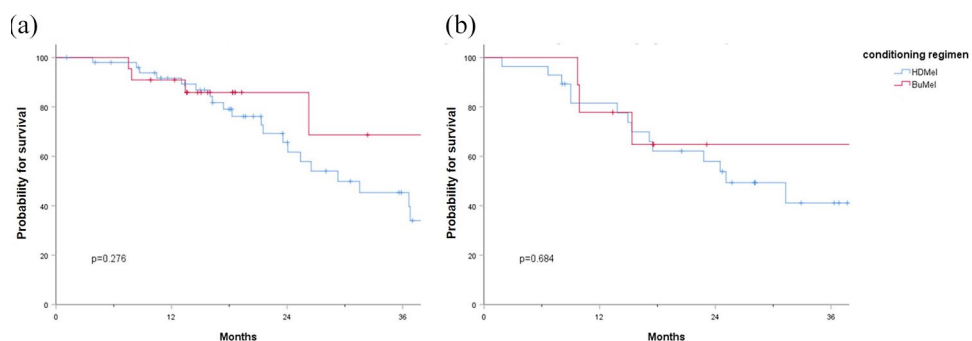 (a)
(b)
Probability for survival
100
80
60
40
20
0
p=0.276
0 12 24 36
Months
Probability for survival
100
80
60
40
20
0
p=0.684
0 12 24 36
Months
conditioning regimen
HDMel
BuMel